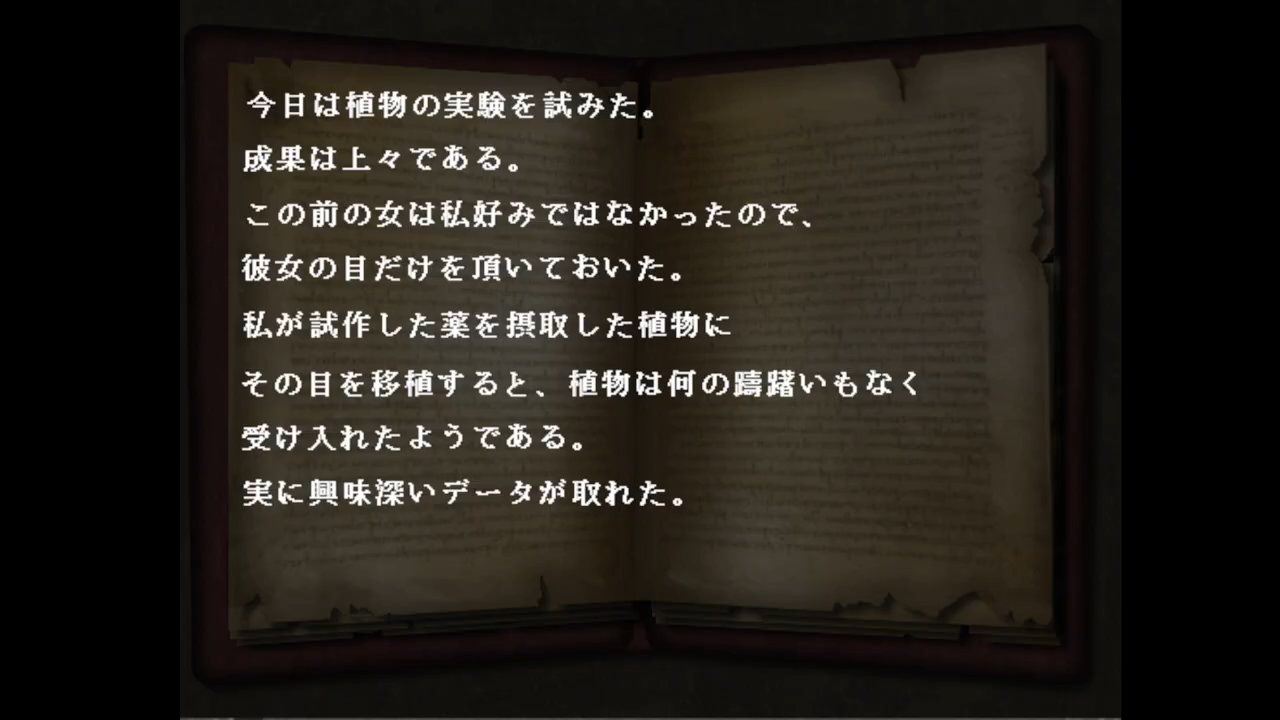 今日は植物の実験を試みた。
成果は上々である。
この前の女は私好みではなかったので、
彼女の目だけを頂いておいた。
私が試作した薬を摂取した植物に
その目を移植すると、植物は何の躊躇いもなく
受け入れたようである。
実に興味深いデータが取れた。